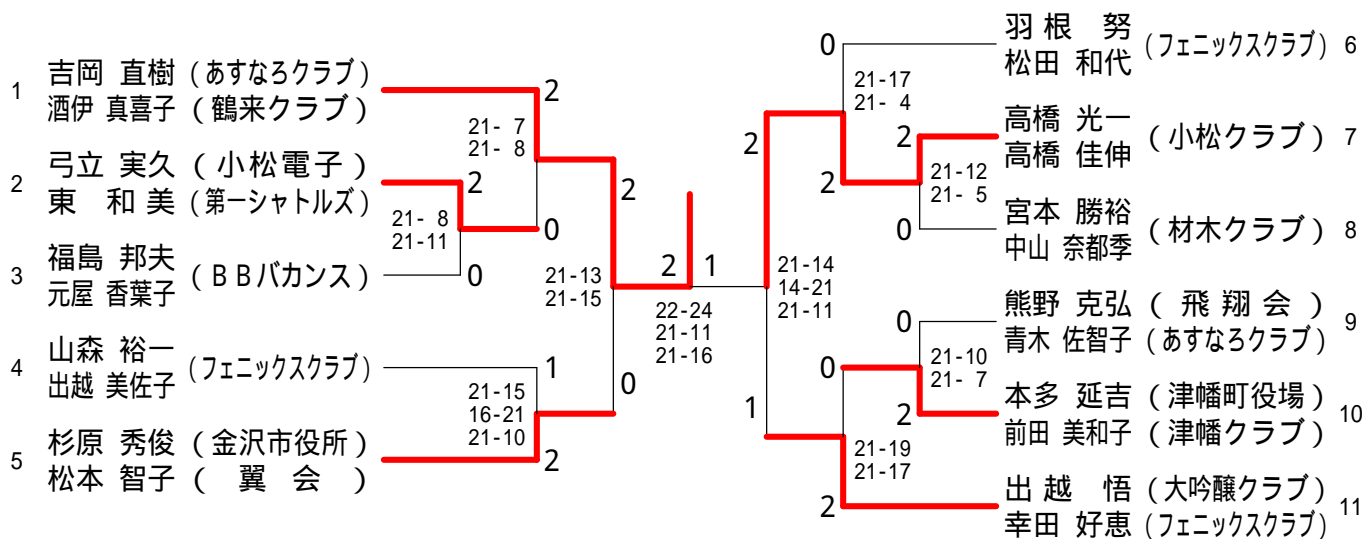 1 吉岡 直樹 (あすなろクラブ)
酒伊 真喜子 (鶴来クラブ)
2 弓立 実久 (小松電子)
東 和美 (第一シャトルズ)
3 福島 邦夫 (ＢＢバカンス)
元屋 香葉子
4 山森 裕一 (フェニックスクラブ)
出越 美佐子
5 杉原 秀俊 (金沢市役所)
松本 智子 (翼会)
2
21- 7
21- 8
2
0
21- 8
21-11
0
2
21-13
21-15
0
1
21-15
16-21
21-10
2
2 1
22-24
21-11
21-16
2
21-14
14-21
21-11
1
0
21-17
21- 4
2
2
21-12
21- 5
0
0
21-10
21- 7
2
0
21-19
21-17
2
羽根 努 (フェニックスクラブ) 6
松田 和代
高橋 光一 (小松クラブ) 7
高橋 佳伸
宮本 勝裕 (材木クラブ) 8
中山 奈都季
熊野 克弘 (飛翔会) 9
青木 佐智子 (あすなろクラブ)
本多 延吉 (津幡町役場) 10
前田 美和子 (津幡クラブ)
出越 悟 (大吟醸クラブ) 11
幸田 好恵 (フェニックスクラブ)